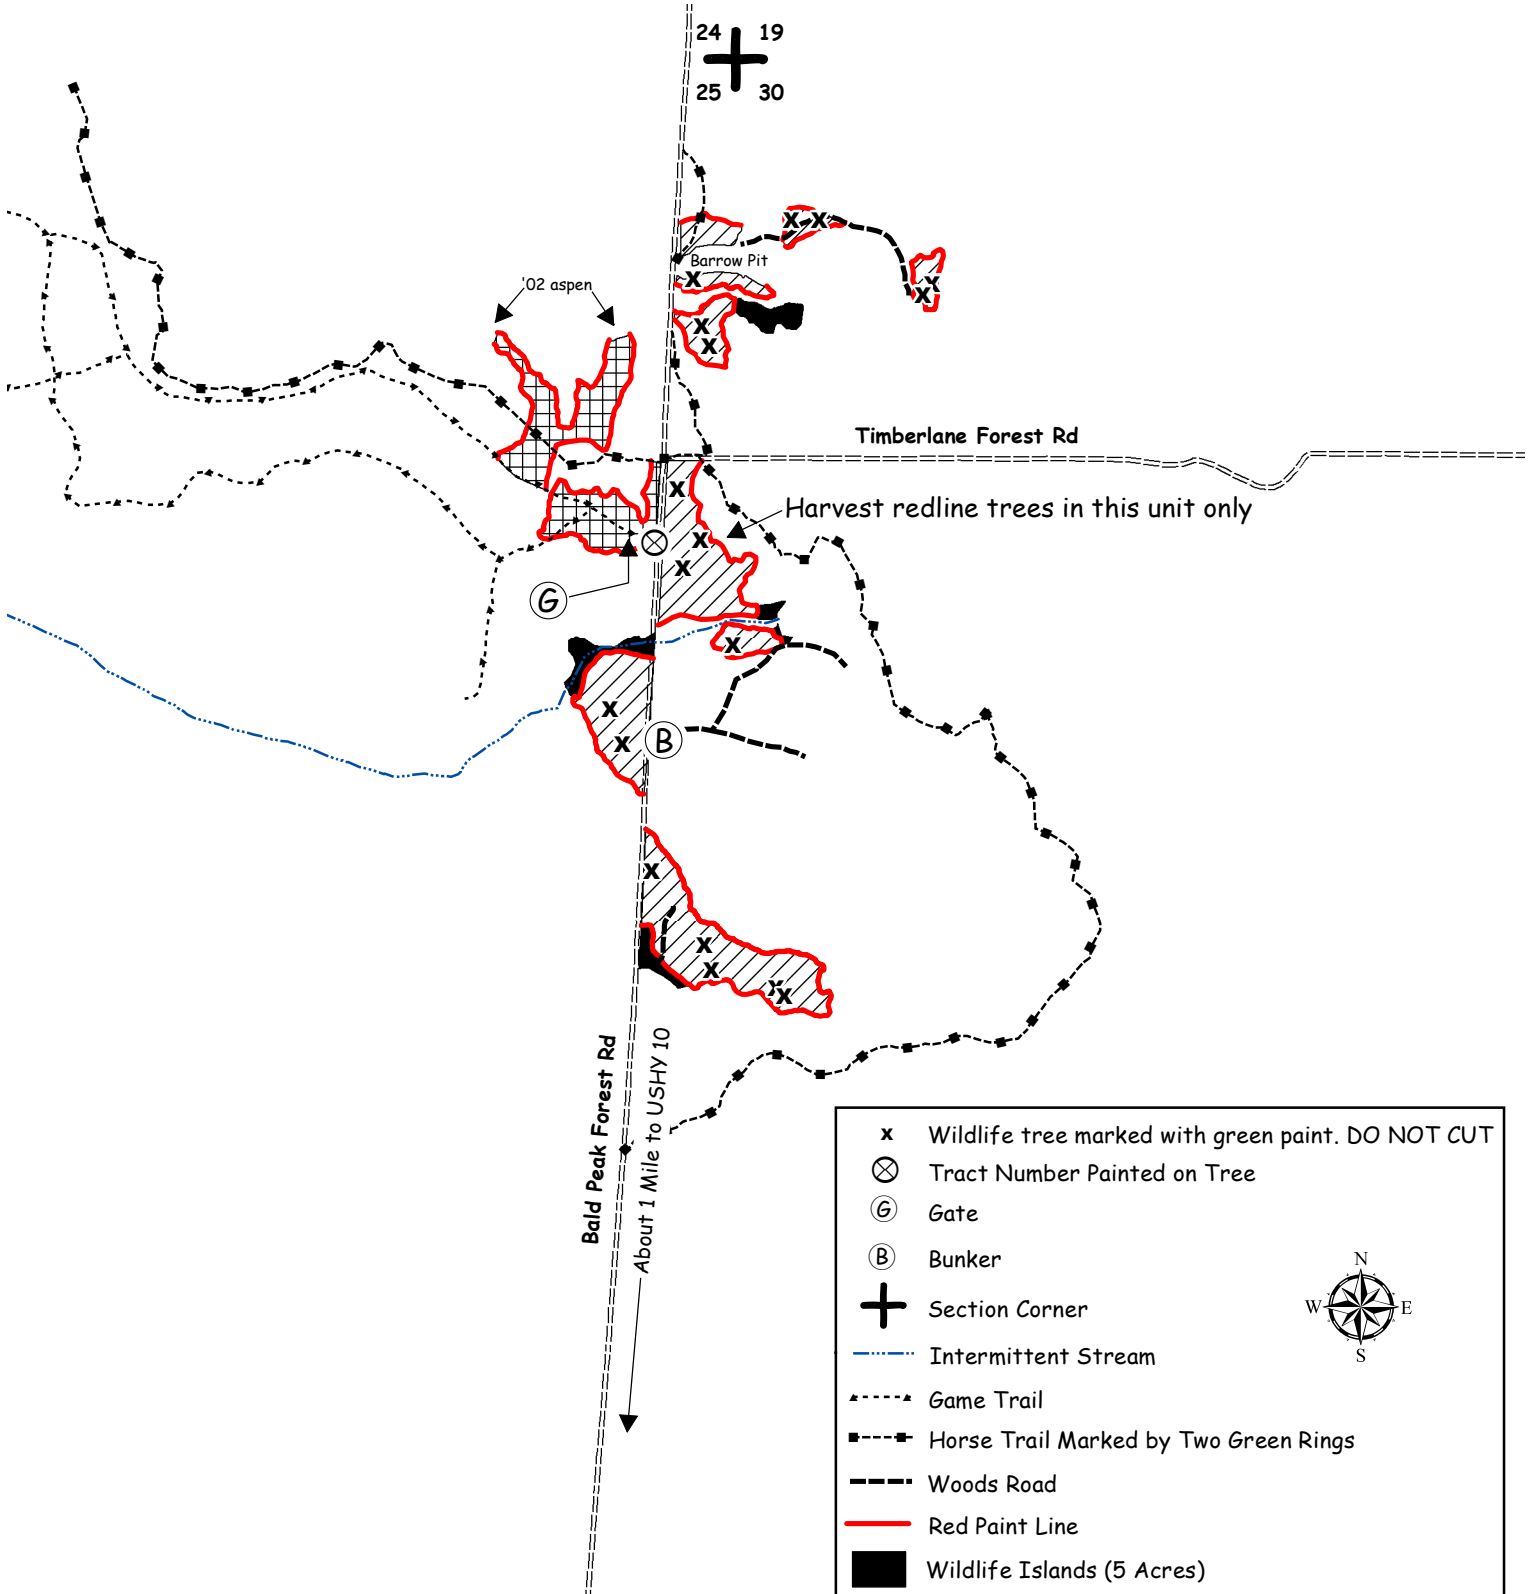 24 19
25 30
Barrow Pit
'02 aspen
Timberlane Forest Rd
Harvest redline trees in this unit only
G
B
Bald Peak Forest Rd
About 1 Mile to USHY 10
x Wildlife tree marked with green paint. DO NOT CUT
Tract Number Painted on Tree
G Gate
B Bunker
Section Corner
Intermittent Stream
Game Trail
Horse Trail Marked by Two Green Rings
Woods Road
Red Paint Line
Wildlife Islands (5 Acres)
N
W E
S